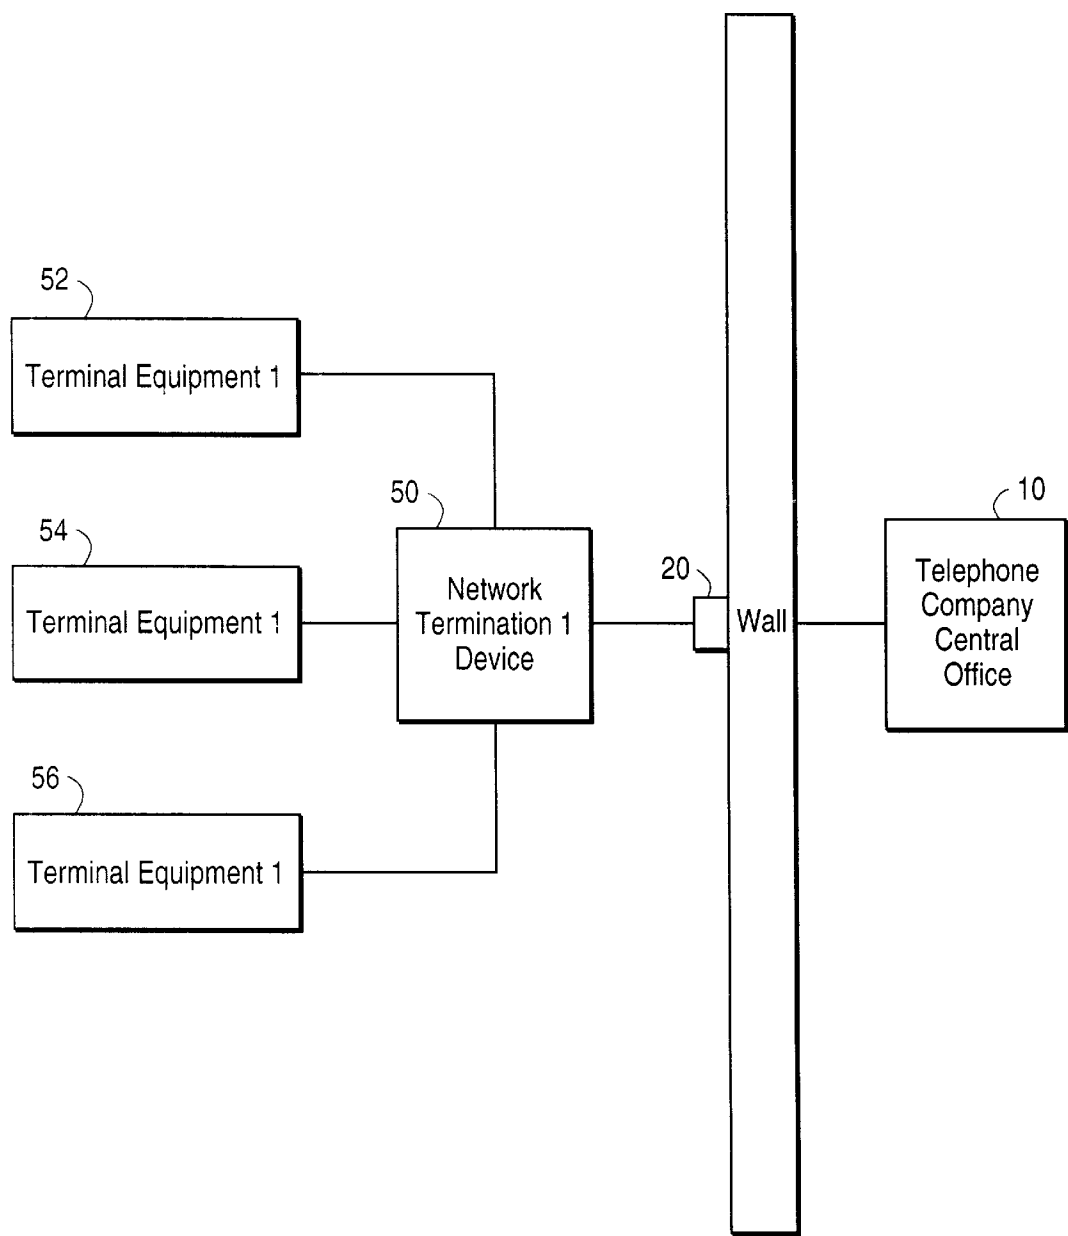 52
Terminal Equipment 1
54
Terminal Equipment 1
56
Terminal Equipment 1
50
Network
Termination 1
Device
20
Wall
10
Telephone
Company
Central
Office